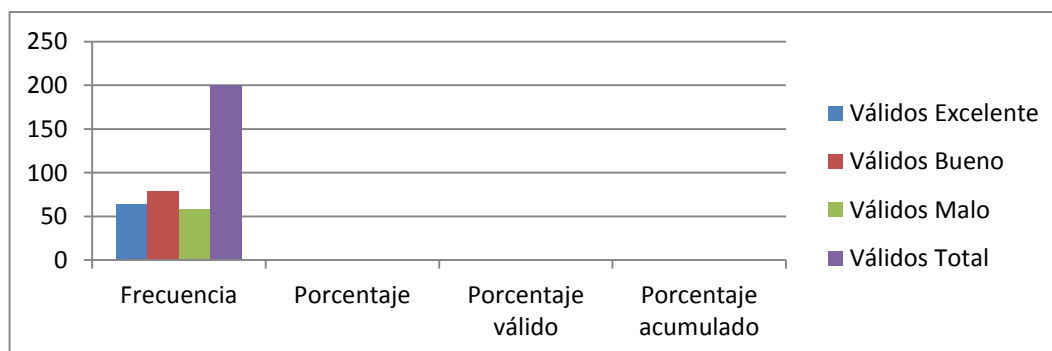 250
200
150
100
50
0
Frecuencia
Porcentaje
Porcentaje
válido
Porcentaje
acumulado
Válidos Excelente
Válidos Bueno
Válidos Malo
Válidos Total